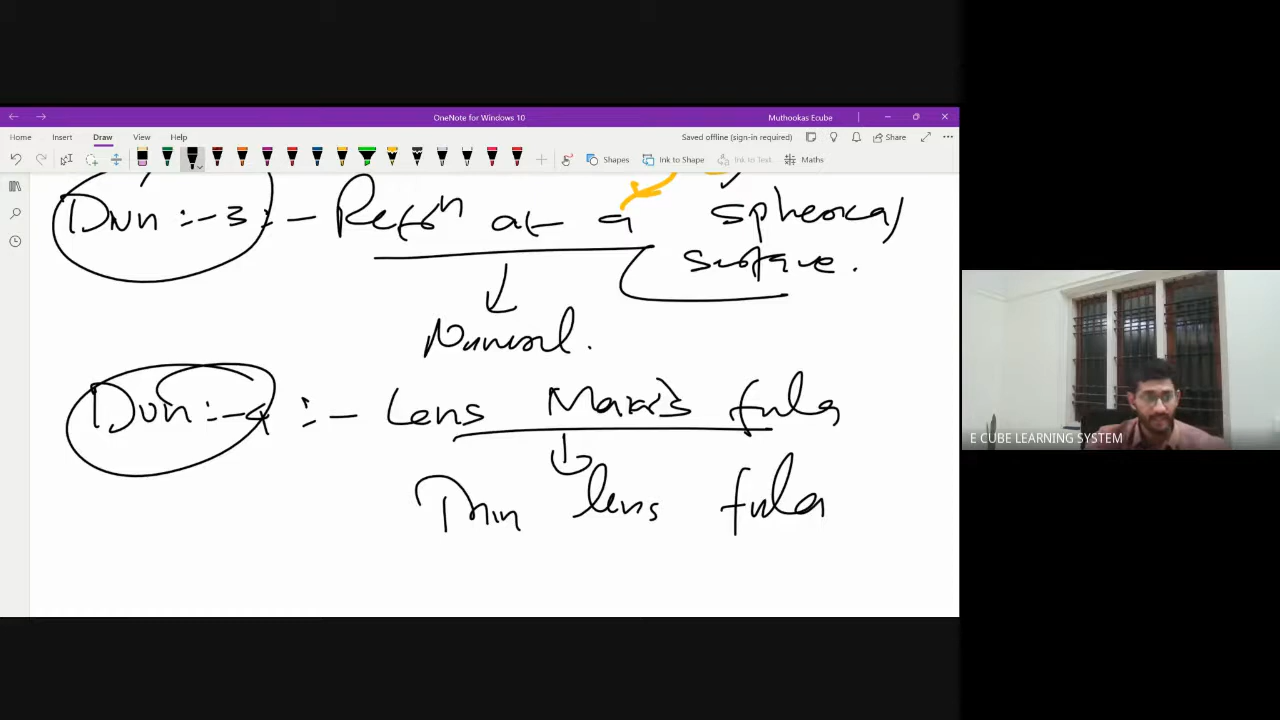 OneNote for Windows 10
Muthookas Ecube
Home Insert Draw View Help
Saved offline (sign-in required) Share
Shapes Ink to Shape Ink to Text Maths
Dvn :- 3 :- Refrⁿ at a spherical
surface.
Numerol.
Dvn :- 4 :- Lens Maker's fula
Thin lens fula
E CUBE LEARNING SYSTEM